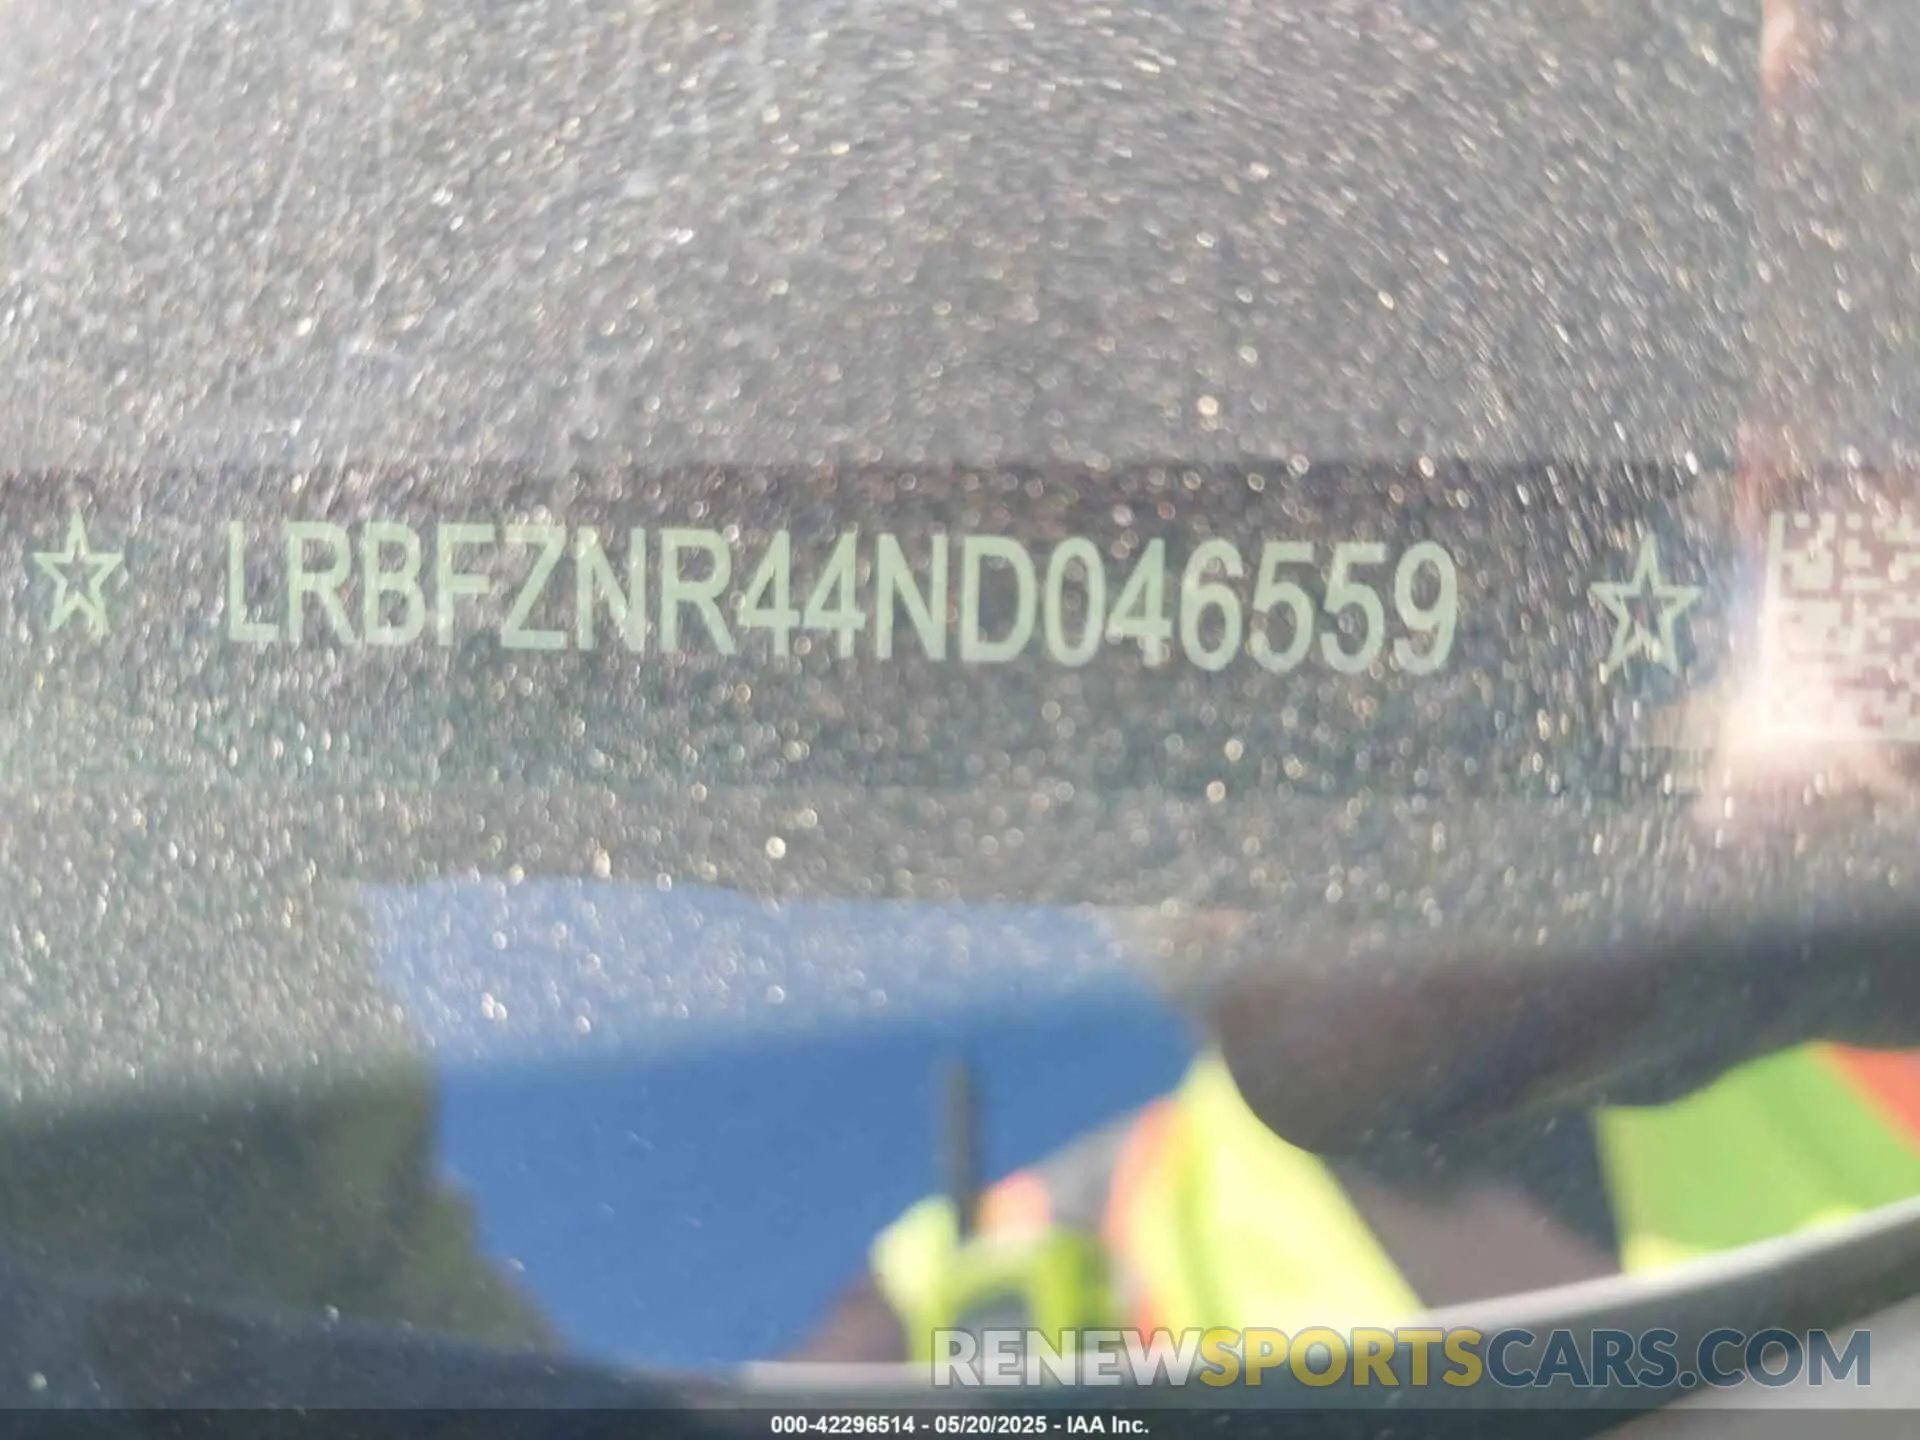 ☆ LRBFZNR44ND046559 ☆
RENEWSPORTSCARS.COM
000-42296514 - 05/20/2025 - IAA Inc.